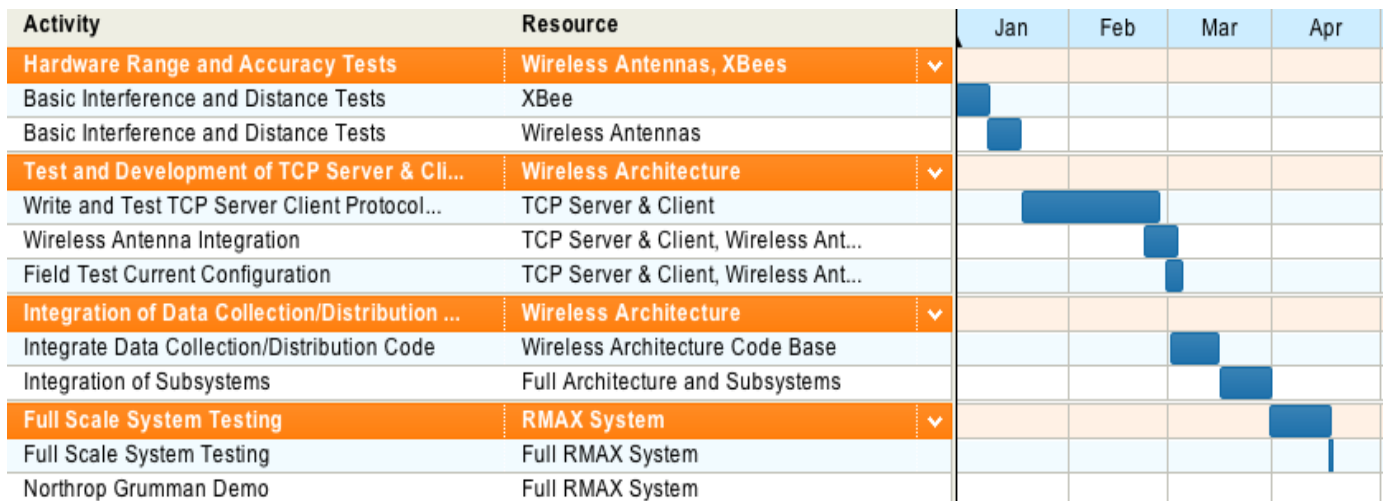 Activity Resource Jan Feb Mar Apr
Hardware Range and Accuracy Tests Wireless Antennas, XBees
Basic Interference and Distance Tests XBee
Basic Interference and Distance Tests Wireless Antennas
Test and Development of TCP Server & Cli... Wireless Architecture
Write and Test TCP Server Client Protocol... TCP Server & Client
Wireless Antenna Integration TCP Server & Client, Wireless Ant...
Field Test Current Configuration TCP Server & Client, Wireless Ant...
Integration of Data Collection/Distribution ... Wireless Architecture
Integrate Data Collection/Distribution Code Wireless Architecture Code Base
Integration of Subsystems Full Architecture and Subsystems
Full Scale System Testing RMAX System
Full Scale System Testing Full RMAX System
Northrop Grumman Demo Full RMAX System